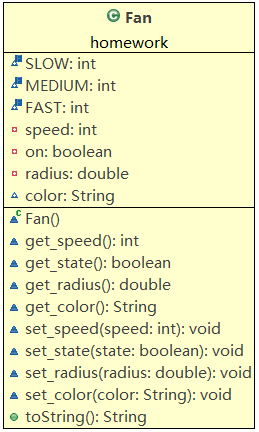 Fan
homework
SLOW: int
MEDIUM: int
FAST: int
speed: int
on: boolean
radius: double
color: String
Fan()
get_speed(): int
get_state(): boolean
get_radius(): double
get_color(): String
set_speed(speed: int): void
set_state(state: boolean): void
set_radius(radius: double): void
set_color(color: String): void
toString(): String